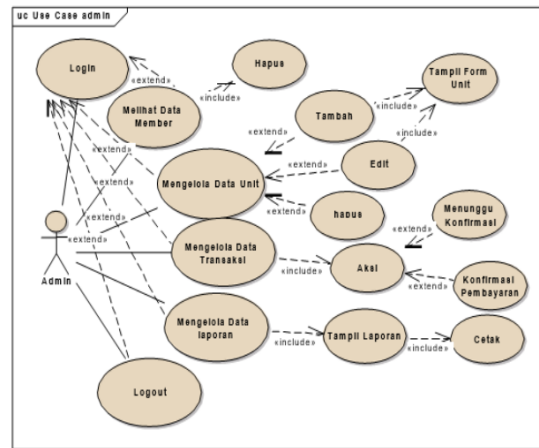 uc Use Case admin
Login
«extend»
Melihat Data
Member
«include»
Hapus
Tampil Form
Unit
Tambah
«extend»
«include»
Edit
«extend»
«extend»
Mengelola Data Unit
«extend»
hapus
«extend»
Menunggu
Konfirmasi
«extend»
Mengelola Data
Transaksi
«include»
Aksi
«extend»
Konfirmasi
Pembayaran
«extend»
Admin
Mengelola Data
laporan
«include»
Tampil Laporan
«include»
Cetak
Logout